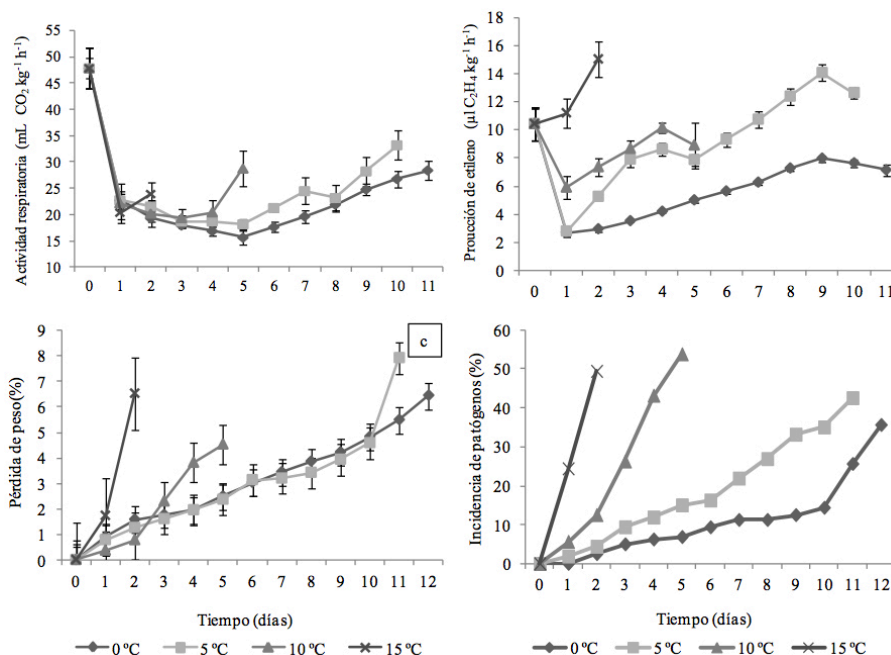 Actividad respiratoria (mL CO₂ kg⁻¹ h⁻¹)
55
50
45
40
35
30
25
20
15
10
0 1 2 3 4 5 6 7 8 9 10 11
Proucción de etileno (µl C₂H₄ kg⁻¹ h⁻¹)
18
16
14
12
10
8
6
4
2
0
0 1 2 3 4 5 6 7 8 9 10 11
Pérdida de peso(%)
9
8
7
6
5
4
3
2
1
0
c
0 1 2 3 4 5 6 7 8 9 10 11 12
Tiempo (días)
0 ºC 5 ºC 10 ºC 15 ºC
Incidencia de patógenos (%)
60
50
40
30
20
10
0
0 1 2 3 4 5 6 7 8 9 10 11 12
Tiempo (días)
0 ºC 5 ºC 10 ºC 15 ºC